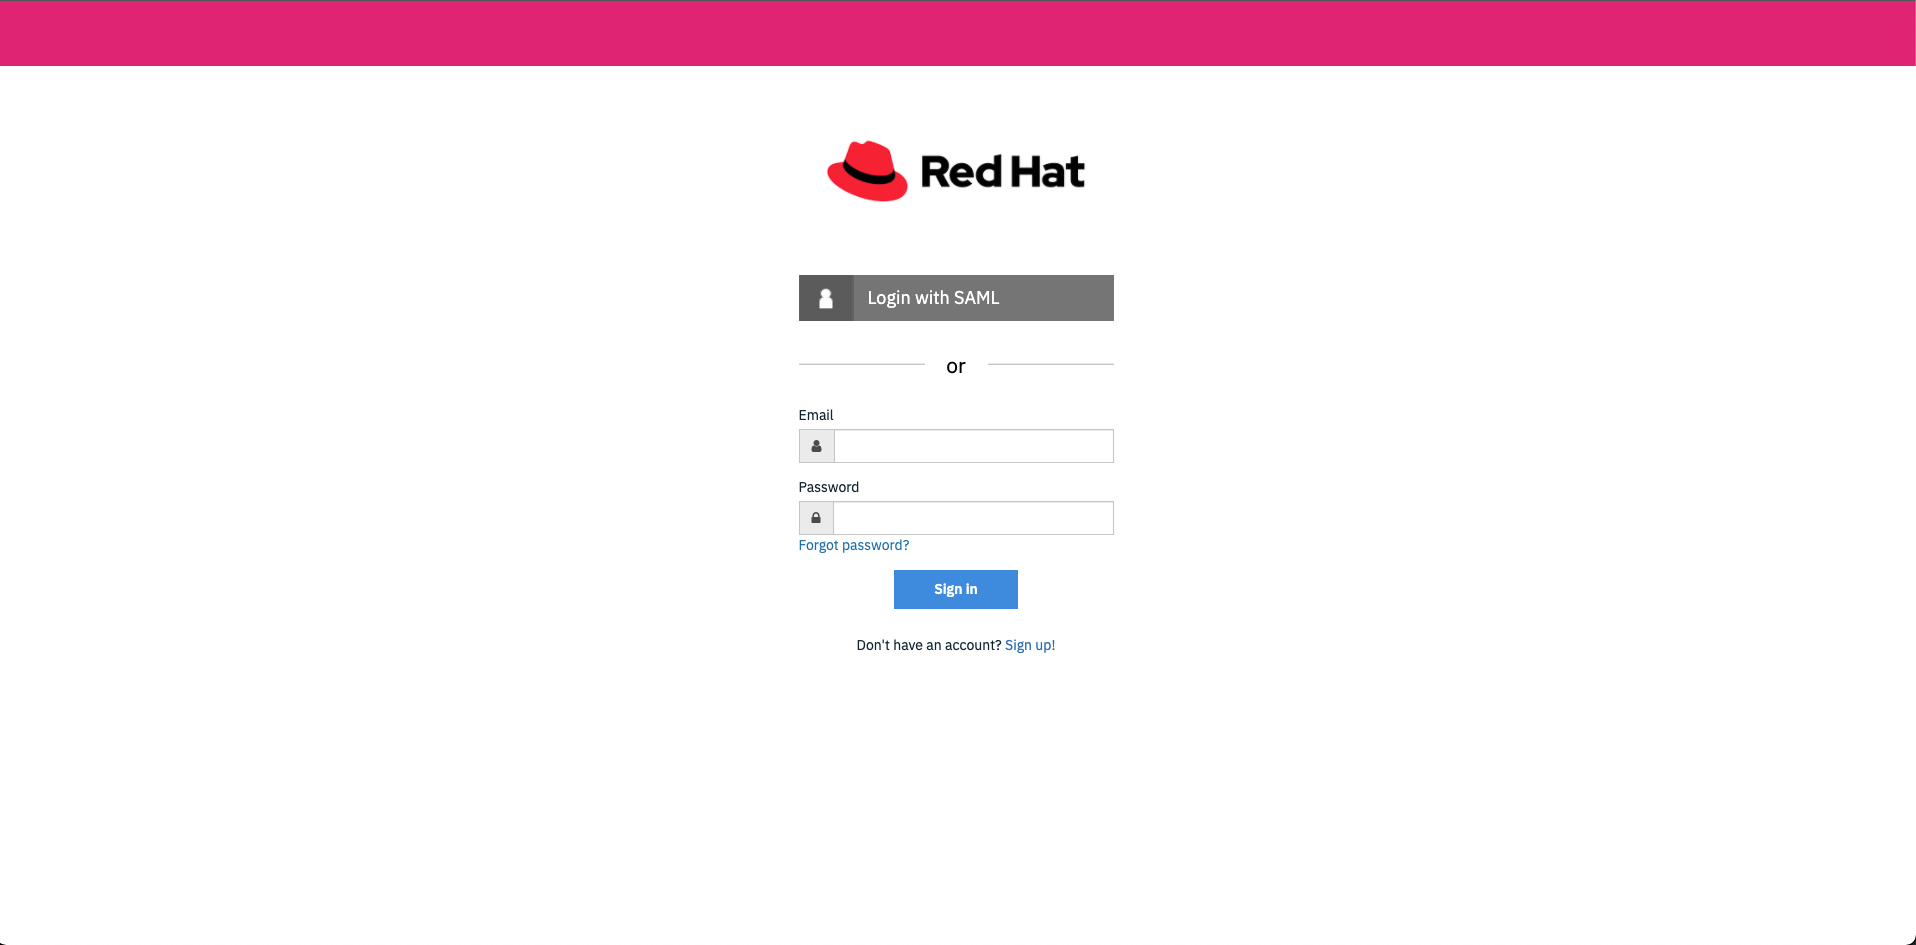 Red Hat
Login with SAML
or
Email
Password
Forgot password?
Sign in
Don't have an account? Sign up!